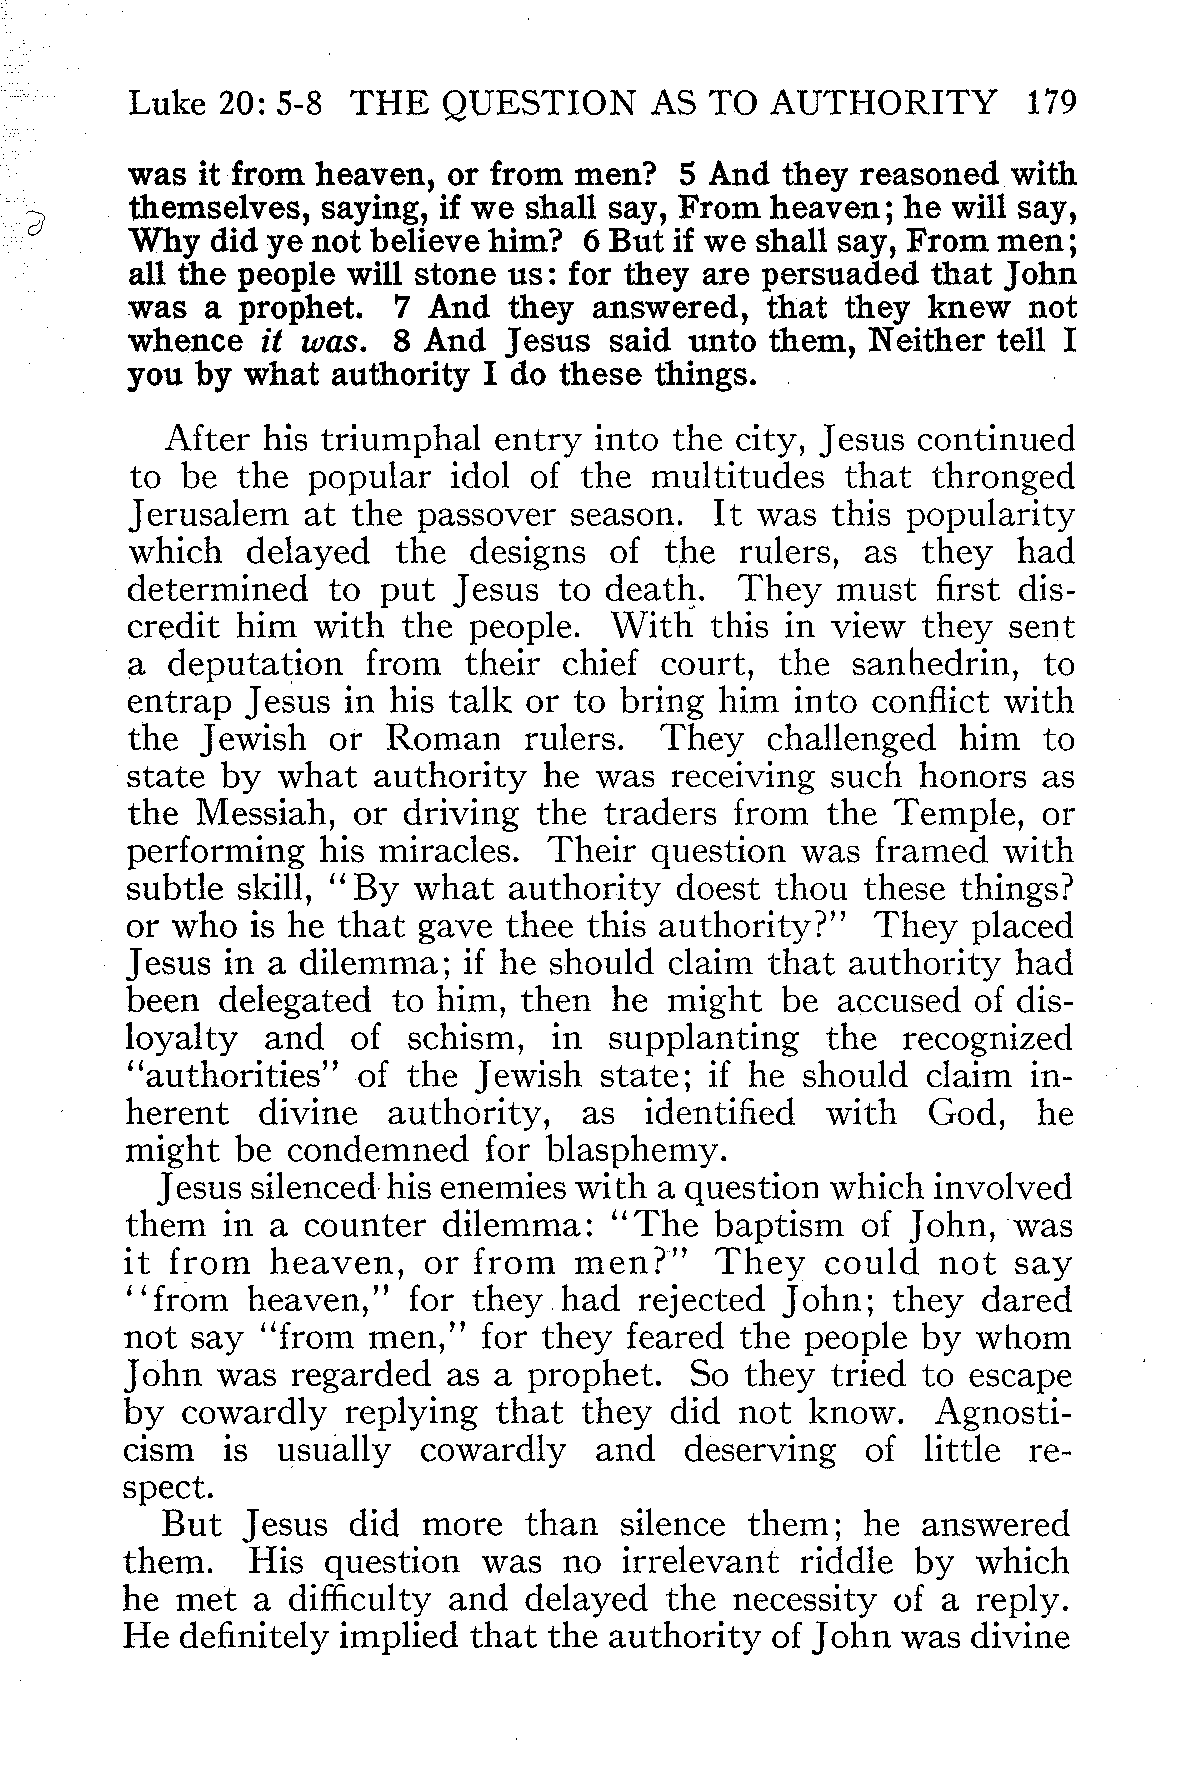 Luke 20: 5-8 THE QUESTION AS TO AUTHORITY 179
was it from heaven, or from men? 5 And they reasoned with
themselves, saying, if we shall say, From heaven; he will say,
Why did ye not believe him? 6 But if we shall say, From men;
all the people will stone us: for they are persuaded that John
was a prophet. 7 And they answered, that they knew not
whence it was. 8 And Jesus said unto them, Neither tell I
you by what authority I do these things.
After his triumphal entry into the city, Jesus continued
to be the popular idol of the multitudes that thronged
Jerusalem at the passover season. It was this popularity
which delayed the designs of the rulers, as they had
determined to put Jesus to death. They must first dis-
credit him with the people. With this in view they sent
a deputation from their chief court, the sanhedrin, to
entrap Jesus in his talk or to bring him into conflict with
the Jewish or Roman rulers. They challenged him to
state by what authority he was receiving such honors as
the Messiah, or driving the traders from the Temple, or
performing his miracles. Their question was framed with
subtle skill, "By what authority doest thou these things?
or who is he that gave thee this authority?" They placed
Jesus in a dilemma; if he should claim that authority had
been delegated to him, then he might be accused of dis-
loyalty and of schism, in supplanting the recognized
"authorities" of the Jewish state; if he should claim in-
herent divine authority, as identified with God, he
might be condemned for blasphemy.
Jesus silenced his enemies with a question which involved
them in a counter dilemma: "The baptism of John, was
it from heaven, or from men?" They could not say
"from heaven," for they had rejected John; they dared
not say "from men," for they feared the people by whom
John was regarded as a prophet. So they tried to escape
by cowardly replying that they did not know. Agnosti-
cism is usually cowardly and deserving of little re-
spect.
But Jesus did more than silence them; he answered
them. His question was no irrelevant riddle by which
he met a difficulty and delayed the necessity of a reply.
He definitely implied that the authority of John was divine